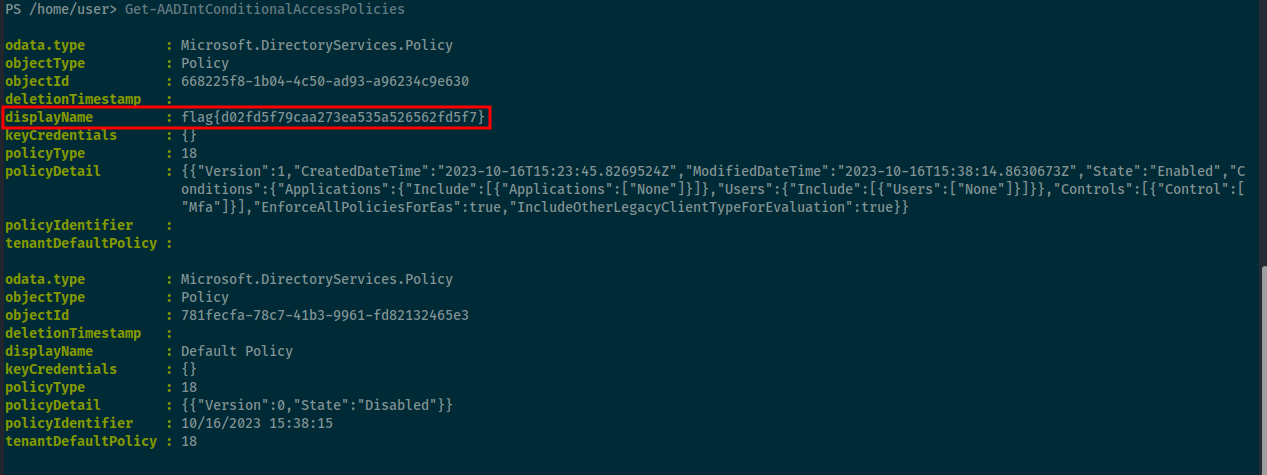 PS /home/user> Get-AADIntConditionalAccessPolicies
odata.type : Microsoft.DirectoryServices.Policy
objectType : Policy
objectId : 668225f8-1b04-4c50-ad93-a96234c9e630
deletionTimestamp :
displayName : flag{d02fd5f79caa273ea535a526562fd5f7}
keyCredentials : {}
policyType : 18
policyDetail : {{"Version":1,"CreatedDateTime":"2023-10-16T15:23:45.8269524Z","ModifiedDateTime":"2023-10-16T15:38:14.8630673Z","State":"Enabled","C
onditions":{"Applications":{"Include":[{"Applications":["None"]}]},"Users":{"Include":[{"Users":["None"]}]}},"Controls":[{"Control":[
"Mfa"]}],"EnforceAllPoliciesForEas":true,"IncludeOtherLegacyClientTypeForEvaluation":true}}
policyIdentifier :
tenantDefaultPolicy :
odata.type : Microsoft.DirectoryServices.Policy
objectType : Policy
objectId : 781fecfa-78c7-41b3-9961-fd82132465e3
deletionTimestamp :
displayName : Default Policy
keyCredentials : {}
policyType : 18
policyDetail : {{"Version":0,"State":"Disabled"}}
policyIdentifier : 10/16/2023 15:38:15
tenantDefaultPolicy : 18